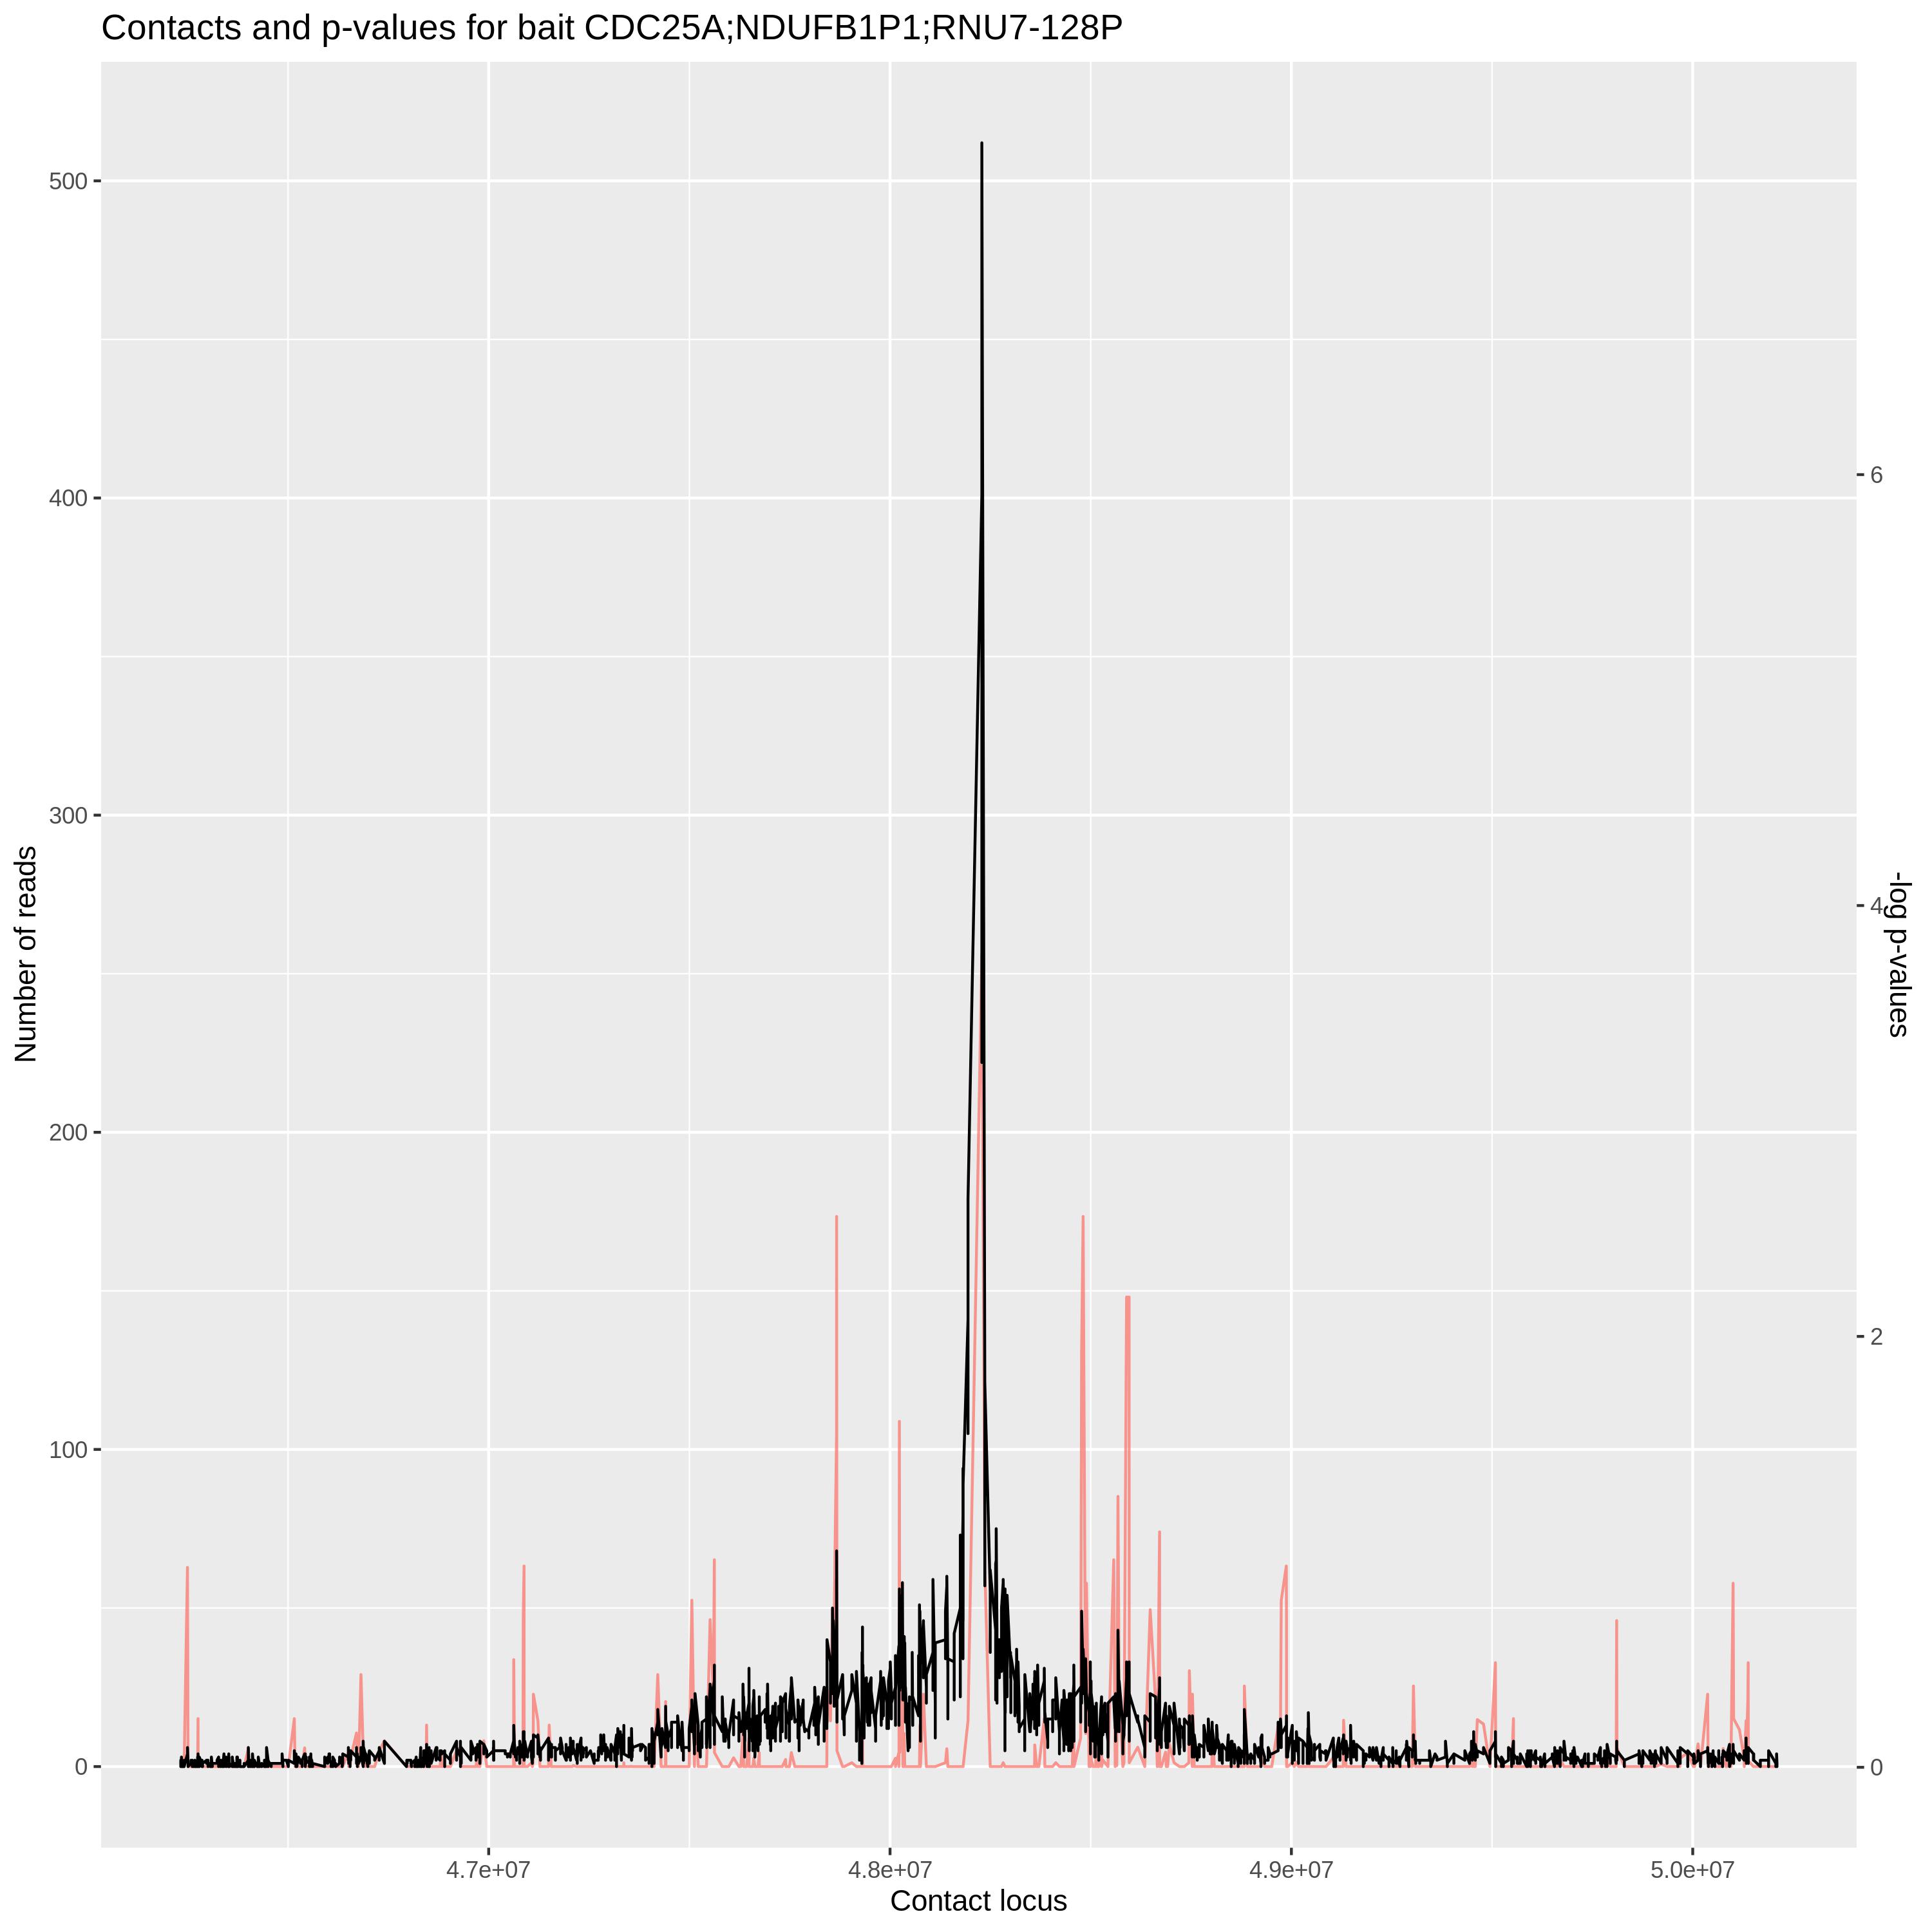 Contacts and p-values for bait CDC25A;NDUFB1P1;RNU7-128P
500
400
300
200
100
0
Number of reads
6
4
2
0
-log p-values
4.7e+07 4.8e+07 4.9e+07 5.0e+07
Contact locus